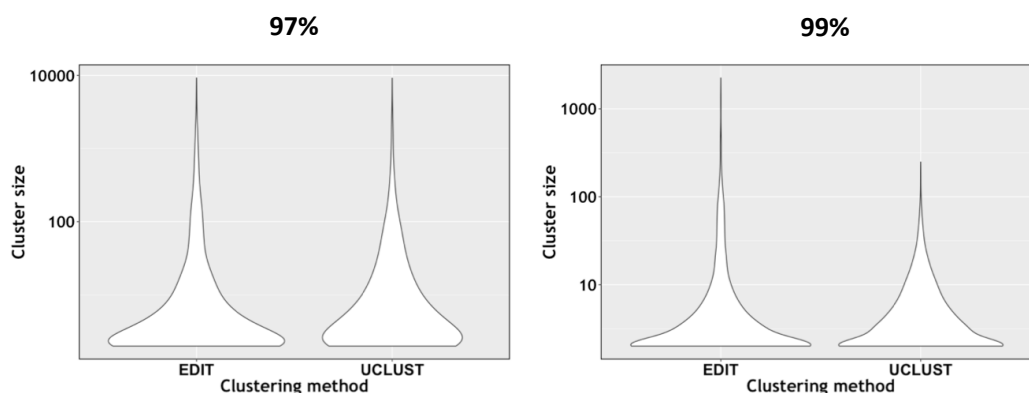 97%
10000
100
Cluster size
EDIT
UCLUST
Clustering method
99%
1000
100
10
Cluster size
EDIT
UCLUST
Clustering method